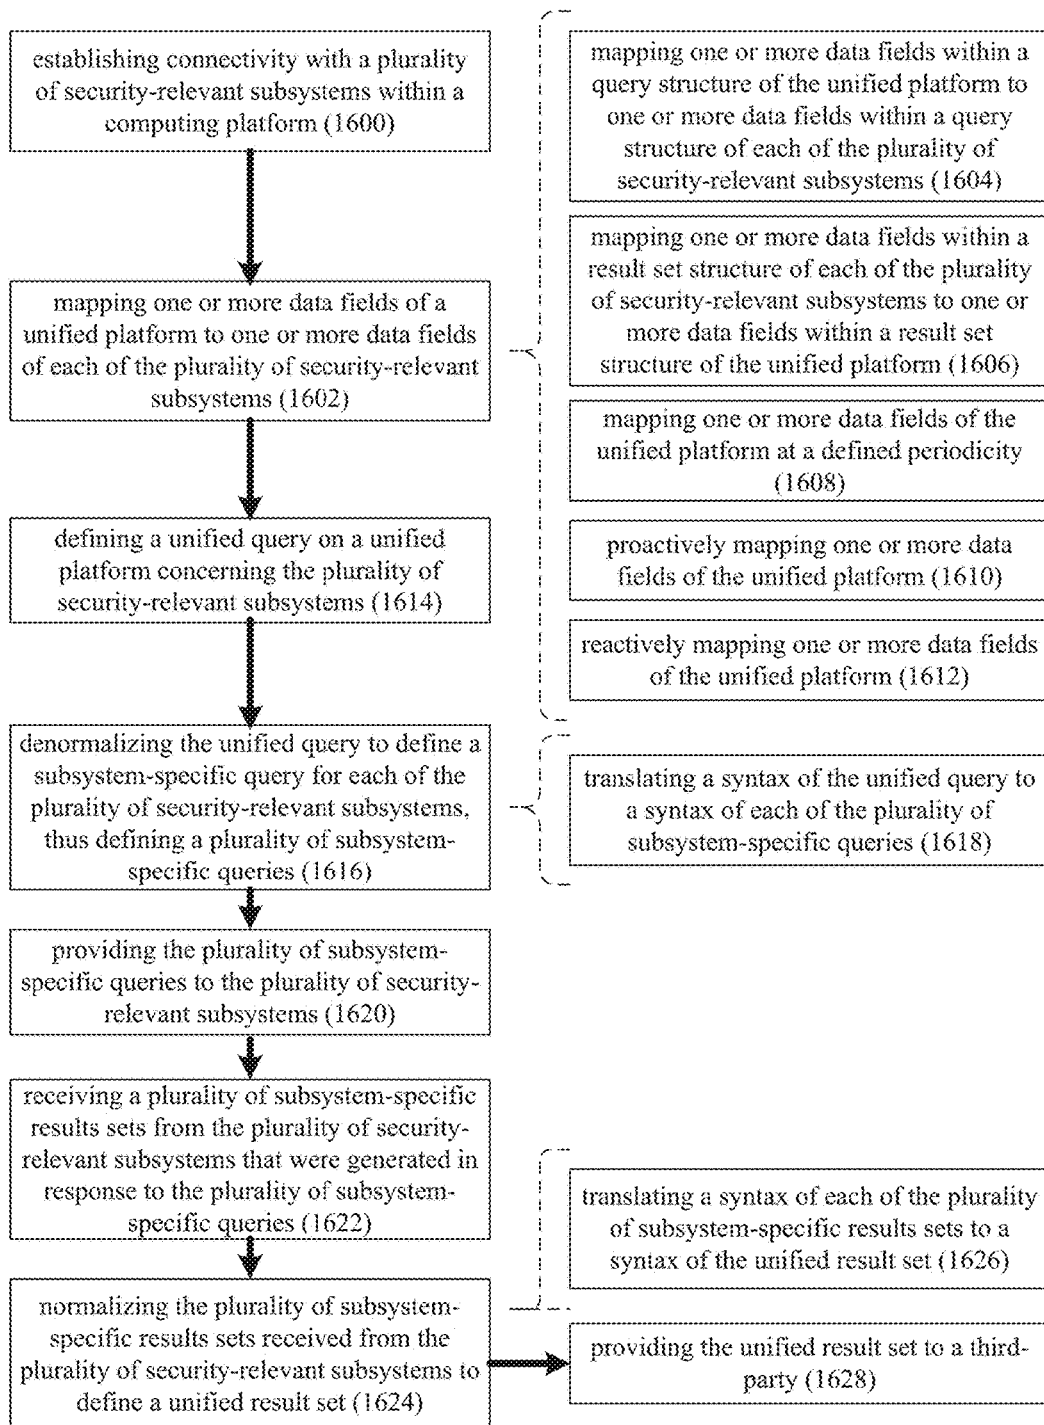 establishing connectivity with a plurality
of security-relevant subsystems within a
computing platform (1600)
mapping one or more data fields of a
unified platform to one or more data fields
of each of the plurality of security-relevant
subsystems (1602)
mapping one or more data fields within a
query structure of the unified platform to
one or more data fields within a query
structure of each of the plurality of
security-relevant subsystems (1604)
mapping one or more data fields within a
result set structure of each of the plurality
of security-relevant subsystems to one or
more data fields within a result set
structure of the unified platform (1606)
mapping one or more data fields of the
unified platform at a defined periodicity
(1608)
proactively mapping one or more data
fields of the unified platform (1610)
reactively mapping one or more data fields
of the unified platform (1612)
defining a unified query on a unified
platform concerning the plurality of
security-relevant subsystems (1614)
denormalizing the unified query to define a
subsystem-specific query for each of the
plurality of security-relevant subsystems,
thus defining a plurality of subsystem-
specific queries (1616)
translating a syntax of the unified query to
a syntax of each of the plurality of
subsystem-specific queries (1618)
providing the plurality of subsystem-
specific queries to the plurality of security-
relevant subsystems (1620)
receiving a plurality of subsystem-specific
results sets from the plurality of security-
relevant subsystems that were generated in
response to the plurality of subsystem-
specific queries (1622)
normalizing the plurality of subsystem-
specific results sets received from the
plurality of security-relevant subsystems to
define a unified result set (1624)
translating a syntax of each of the plurality
of subsystem-specific results sets to a
syntax of the unified result set (1626)
providing the unified result set to a third-
party (1628)